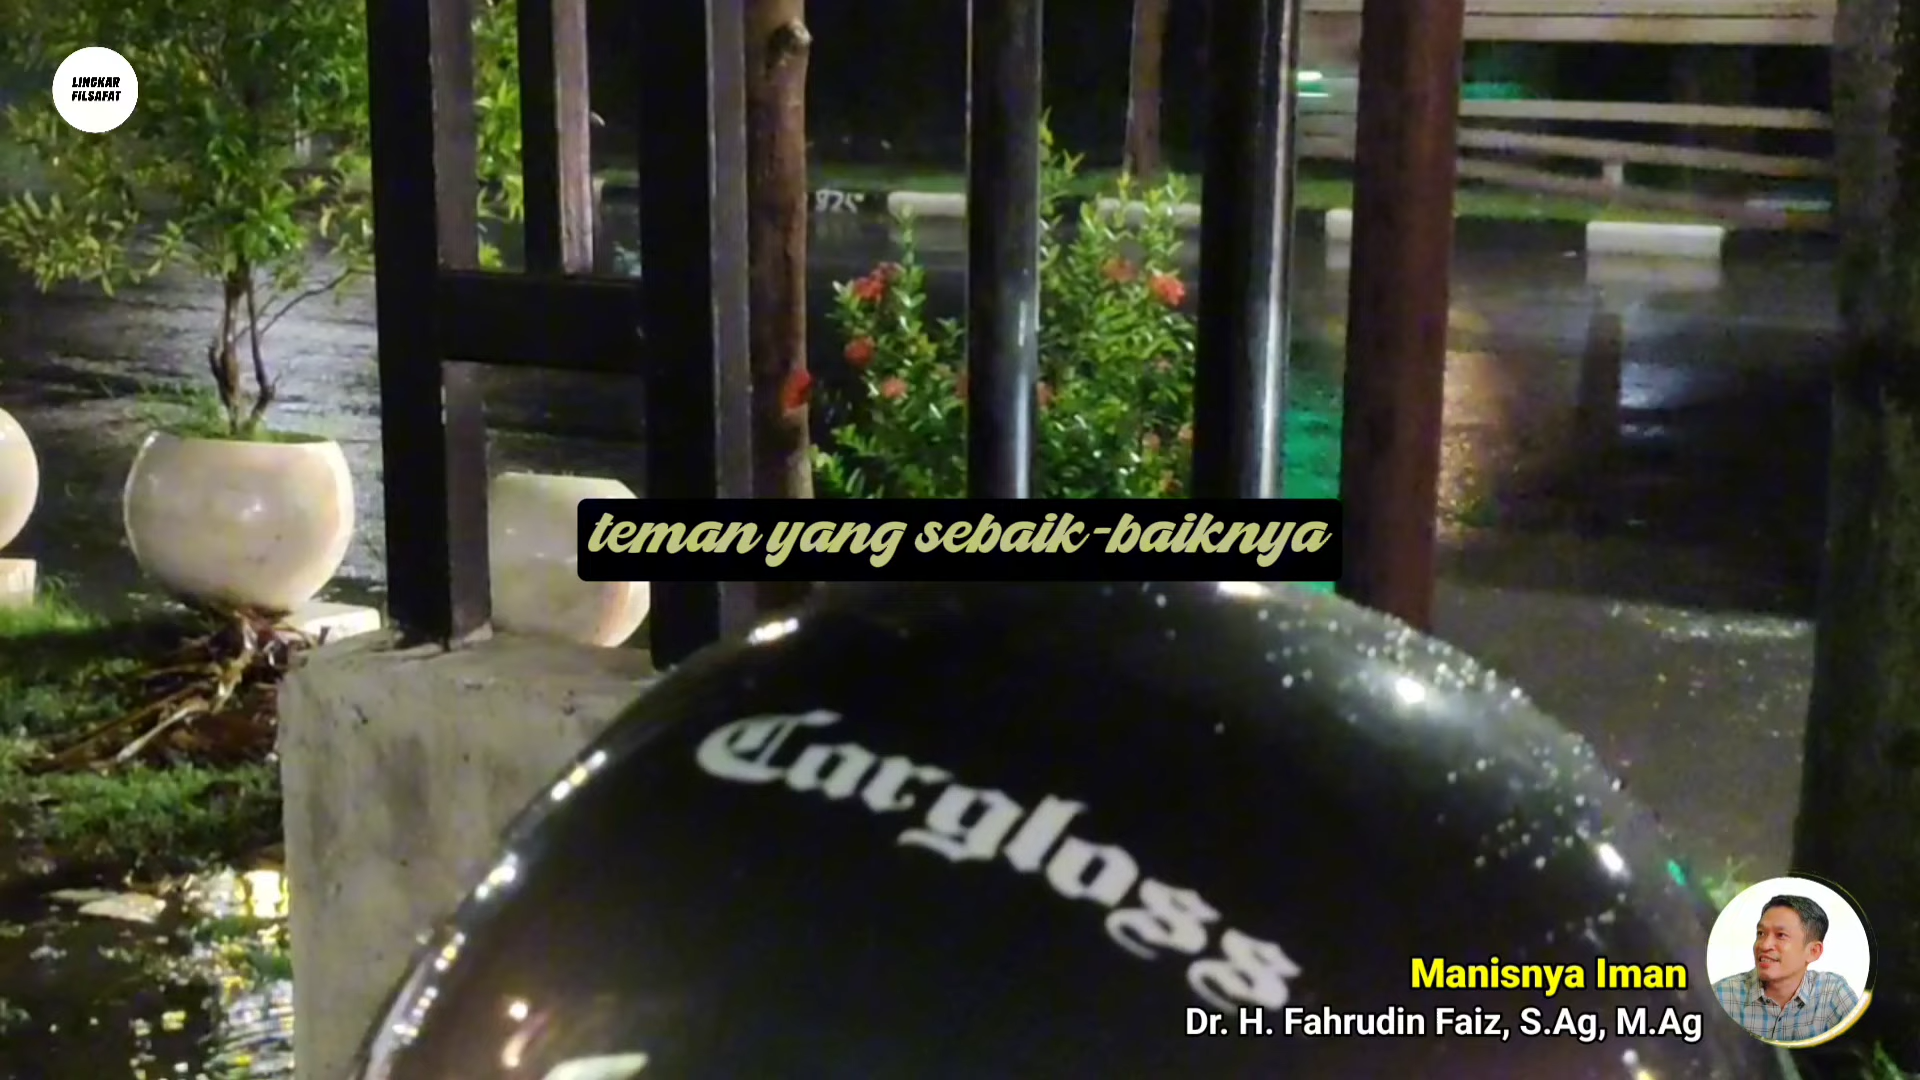 LINGKAR
FILSAFAT
teman yang sebaik-baiknya
Cargloss
Manisnya Iman
Dr. H. Fahrudin Faiz, S.Ag, M.Ag